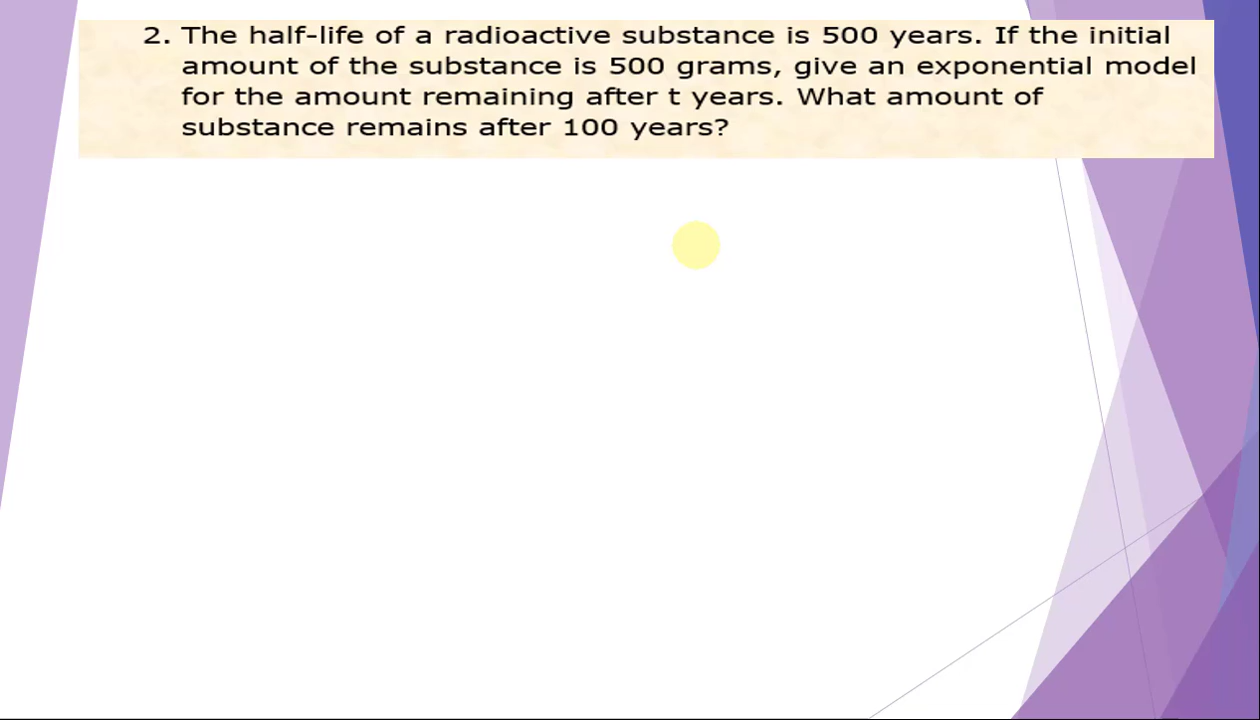 2. The half-life of a radioactive substance is 500 years. If the initial
amount of the substance is 500 grams, give an exponential model
for the amount remaining after t years. What amount of
substance remains after 100 years?